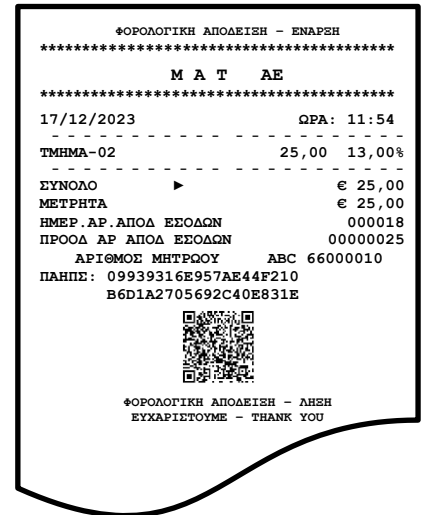 ΦΟΡΟΛΟΓΙΚΗ ΑΠΟΔΕΙΞΗ – ΕΝΑΡΞΗ
******************************************
Μ Α Τ ΑΕ
******************************************
17/12/2023 ΩΡΑ: 11:54
- - - - - - - - - - - - - - - - - - - -
ΤΜΗΜΑ-02 25,00 13,00%
- - - - - - - - - - - - - - - - - - - -
ΣΥΝΟΛΟ ► € 25,00
ΜΕΤΡΗΤΑ € 25,00
ΗΜΕΡ.ΑΡ.ΑΠΟΔ ΕΣΟΔΩΝ 000018
ΠΡΟΟΔ ΑΡ ΑΠΟΔ ΕΣΟΔΩΝ 00000025
ΑΡΙΘΜΟΣ ΜΗΤΡΩΟΥ ABC 66000010
ΠΑΗΠΣ: 09939316E957AE44F210
B6D1A2705692C40E831E
ΦΟΡΟΛΟΓΙΚΗ ΑΠΟΔΕΙΞΗ – ΛΗΞΗ
ΕΥΧΑΡΙΣΤΟΥΜΕ – THANK YOU